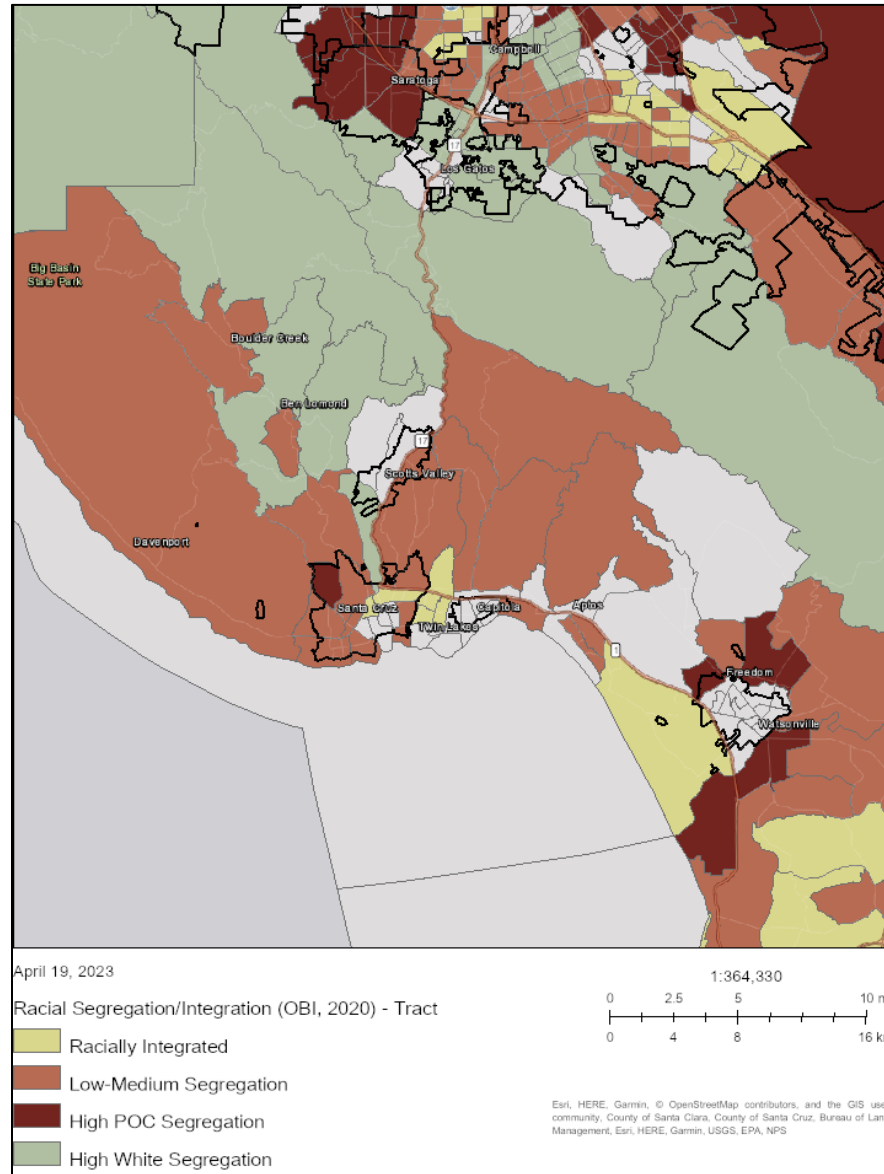 Campbell
Saratoga
17
Los Gatos
Big Basin
State Park
Boulder Creek
Ben Lomond
17
Scotts Valley
Davenport
Santa Cruz
Capitola
Aptos
Twin Lakes
1
Freedom
Watsonville
April 19, 2023
1:364,330
Racial Segregation/Integration (OBI, 2020) - Tract
0 2.5 5 10 m
0 4 8 16 k
Racially Integrated
Low-Medium Segregation
High POC Segregation
High White Segregation
Esri, HERE, Garmin, © OpenStreetMap contributors, and the GIS use
community, County of Santa Clara, County of Santa Cruz, Bureau of Lan
Management, Esri, HERE, Garmin, USGS, EPA, NPS